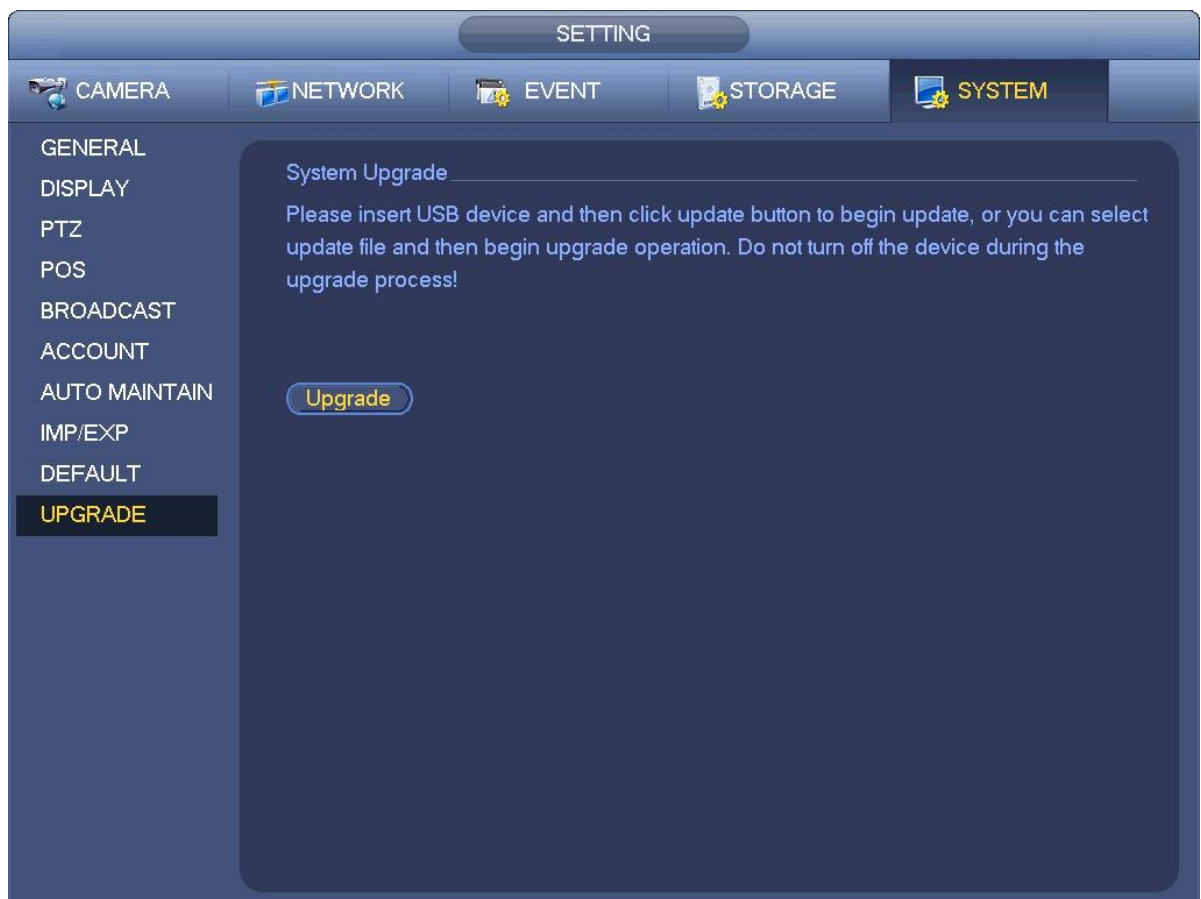 SETTING
CAMERA NETWORK EVENT STORAGE SYSTEM
GENERAL
DISPLAY
PTZ
POS
BROADCAST
ACCOUNT
AUTO MAINTAIN
IMP/EXP
DEFAULT
UPGRADE
System Upgrade
Please insert USB device and then click update button to begin update, or you can select
update file and then begin upgrade operation. Do not turn off the device during the
upgrade process!
Upgrade